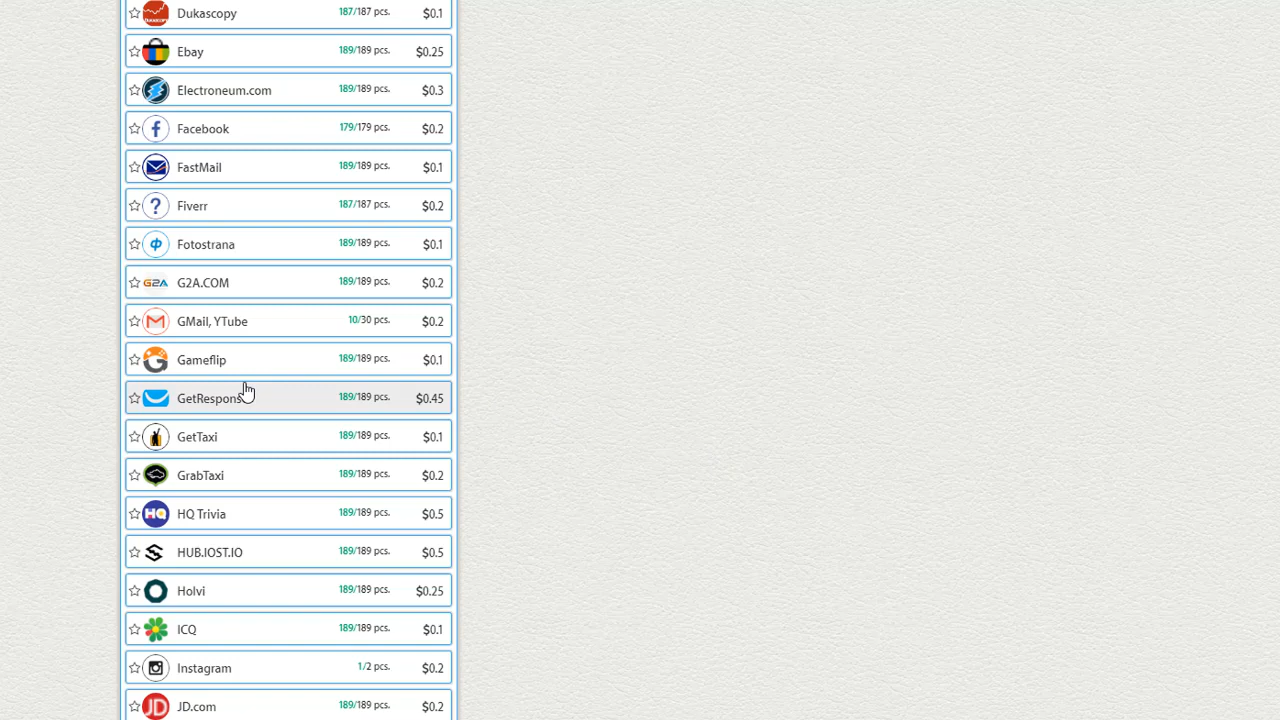 Dukascopy 187/187 pcs. $0.1
Ebay 189/189 pcs. $0.25
Electroneum.com 189/189 pcs. $0.3
Facebook 179/179 pcs. $0.2
FastMail 189/189 pcs. $0.1
? Fiverr 187/187 pcs. $0.2
Fotostrana 189/189 pcs. $0.1
G2A G2A.COM 189/189 pcs. $0.2
GMail, YTube 10/30 pcs. $0.2
Gameflip 189/189 pcs. $0.1
GetRespons 189/189 pcs. $0.45
GetTaxi 189/189 pcs. $0.1
GrabTaxi 189/189 pcs. $0.2
HQ HQ Trivia 189/189 pcs. $0.5
HUB.IOST.IO 189/189 pcs. $0.5
Holvi 189/189 pcs. $0.25
ICQ 189/189 pcs. $0.1
Instagram 1/2 pcs. $0.2
JD JD.com 189/189 pcs. $0.2